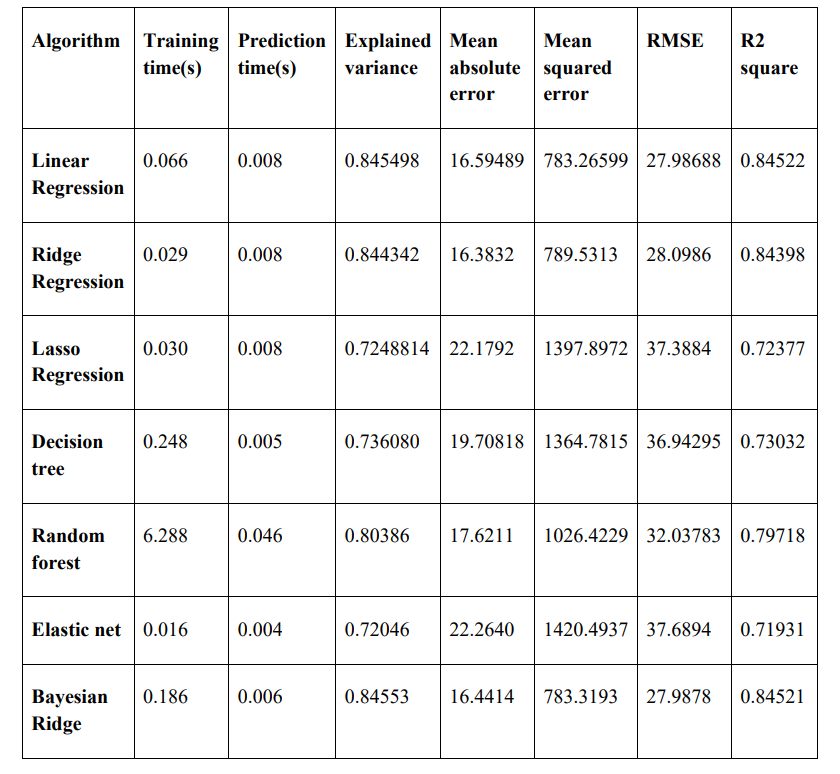 Algorithm Training time(s) Prediction time(s) Explained variance Mean absolute error Mean squared error RMSE R2 square
Linear Regression 0.066 0.008 0.845498 16.59489 783.26599 27.98688 0.84522
Ridge Regression 0.029 0.008 0.844342 16.3832 789.5313 28.0986 0.84398
Lasso Regression 0.030 0.008 0.7248814 22.1792 1397.8972 37.3884 0.72377
Decision tree 0.248 0.005 0.736080 19.70818 1364.7815 36.94295 0.73032
Random forest 6.288 0.046 0.80386 17.6211 1026.4229 32.03783 0.79718
Elastic net 0.016 0.004 0.72046 22.2640 1420.4937 37.6894 0.71931
Bayesian Ridge 0.186 0.006 0.84553 16.4414 783.3193 27.9878 0.84521